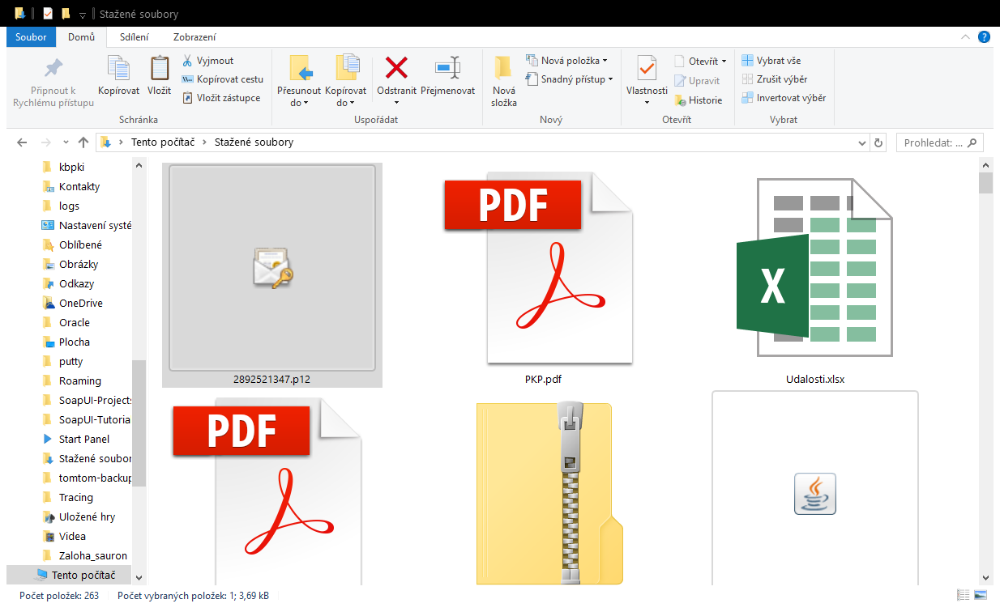 Stažené soubory
Soubor Domů Sdílení Zobrazení
?
Připnout k Rychlému přístupu
Kopírovat
Vložit
Vyjmout
Kopírovat cestu
Vložit zástupce
Schránka
Přesunout do
Kopírovat do
Odstranit
Přejmenovat
Uspořádat
Nová složka
Nová položka
Snadný přístup
Nový
Vlastnosti
Otevřít
Upravit
Historie
Otevřít
Vybrat vše
Zrušit výběr
Invertovat výběr
Vybrat
Tento počítač Stažené soubory
Prohledat: ...
kbpki
Kontakty
logs
Nastavení systé
Oblíbené
Obrázky
Odkazy
OneDrive
Oracle
Plocha
putty
Roaming
SoapUI-Projects
SoapUI-Tutoria
Start Panel
Stažené soubor
tomtom-backup
Tracing
Uložené hry
Videa
Zaloha_sauron
Tento počítač
2892521347.p12
PDF
PKP.pdf
X
Udalosti.xlsx
PDF
Počet položek: 263 Počet vybraných položek: 1; 3,69 kB